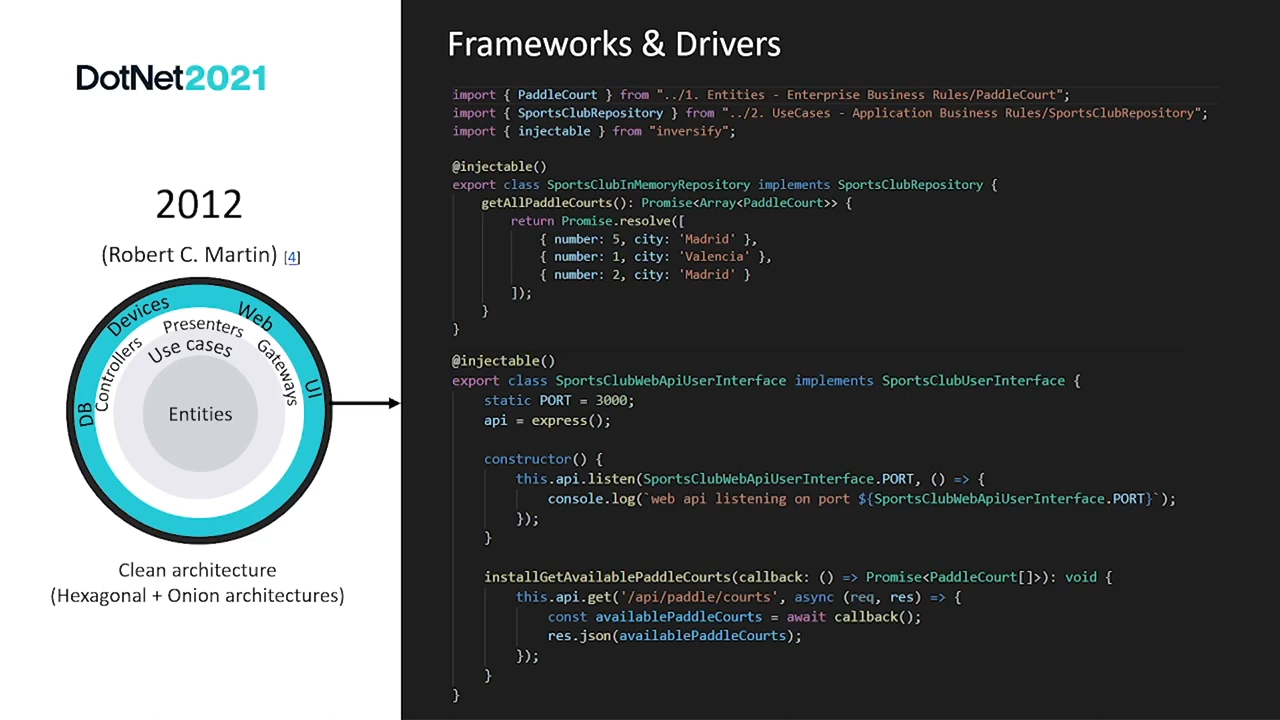 DotNet2021
2012
(Robert C. Martin) [4]
Devices
Web
Presenters
Controllers
Use cases
Gateways
DB
UI
Entities
Clean architecture
(Hexagonal + Onion architectures)
Frameworks & Drivers
import { PaddleCourt } from "../1. Entities - Enterprise Business Rules/PaddleCourt";
import { SportsClubRepository } from "../2. UseCases - Application Business Rules/SportsClubRepository";
import { injectable } from "inversify";
@injectable()
export class SportsClubInMemoryRepository implements SportsClubRepository {
getAllPaddleCourts(): Promise<Array<PaddleCourt>> {
return Promise.resolve([
{ number: 5, city: 'Madrid' },
{ number: 1, city: 'Valencia' },
{ number: 2, city: 'Madrid' }
]);
}
}
@injectable()
export class SportsClubWebApiUserInterface implements SportsClubUserInterface {
static PORT = 3000;
api = express();
constructor() {
this.api.listen(SportsClubWebApiUserInterface.PORT, () => {
console.log(`web api listening on port ${SportsClubWebApiUserInterface.PORT}`);
});
}
installGetAvailablePaddleCourts(callback: () => Promise<PaddleCourt[]>): void {
this.api.get('/api/paddle/courts', async (req, res) => {
const availablePaddleCourts = await callback();
res.json(availablePaddleCourts);
});
}
}